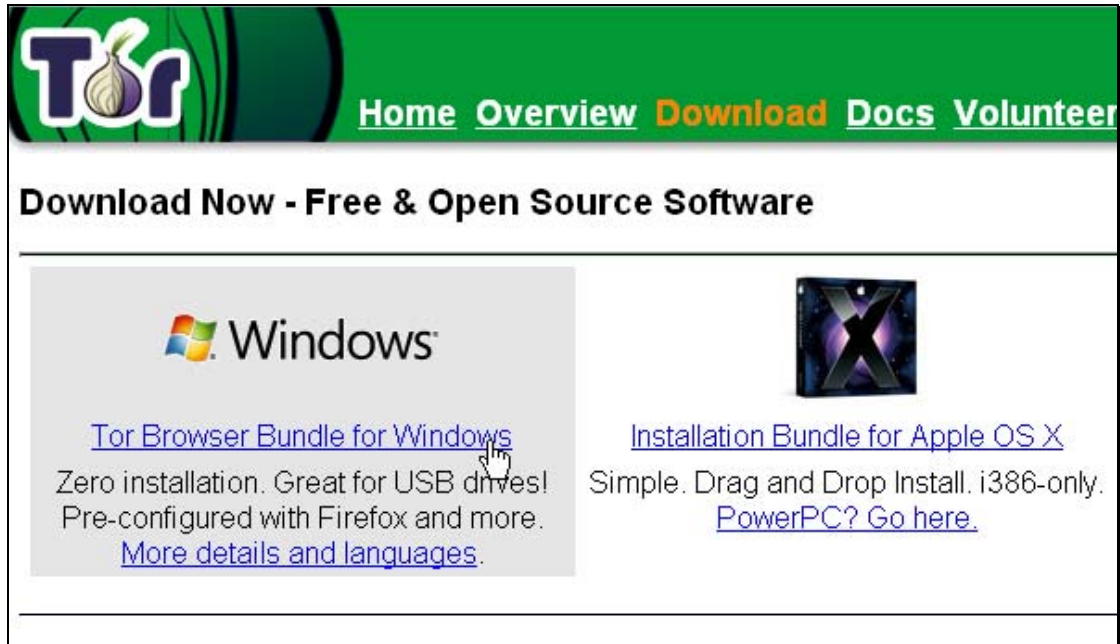 Tor
Home Overview Download Docs Volunteer
Download Now - Free & Open Source Software
Windows
X
Tor Browser Bundle for Windows
Installation Bundle for Apple OS X
Zero installation. Great for USB drives!
Simple. Drag and Drop Install. i386-only.
Pre-configured with Firefox and more.
PowerPC? Go here.
More details and languages.